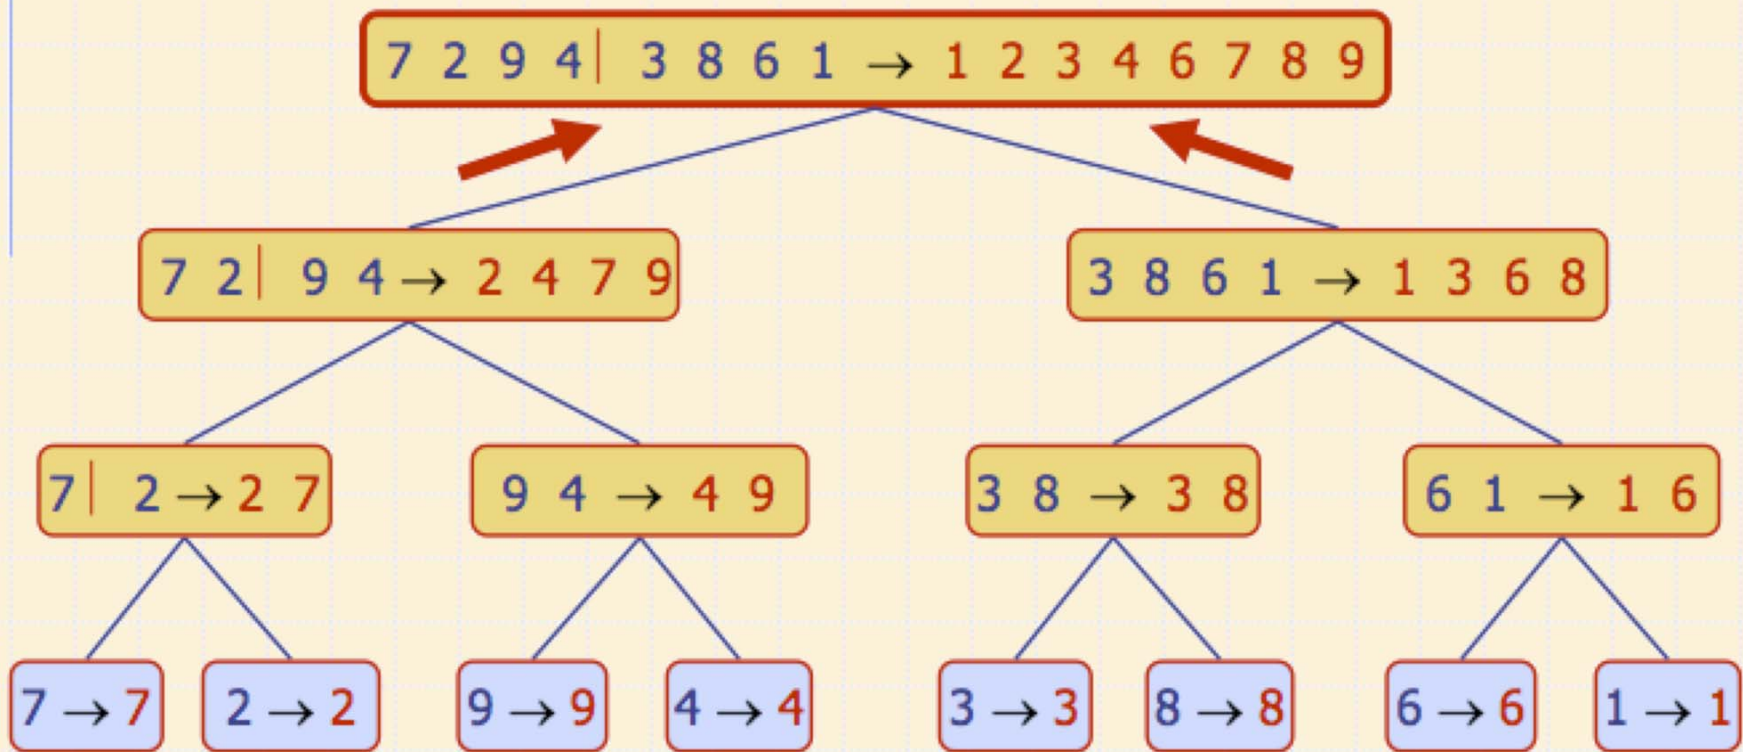 7 2 9 4| 3 8 6 1 → 1 2 3 4 6 7 8 9
7 2| 9 4 → 2 4 7 9
3 8 6 1 → 1 3 6 8
7| 2 → 2 7
9 4 → 4 9
3 8 → 3 8
6 1 → 1 6
7 → 7
2 → 2
9 → 9
4 → 4
3 → 3
8 → 8
6 → 6
1 → 1